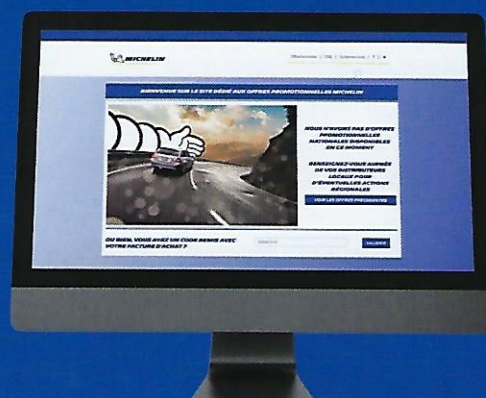 MICHELIN
BIENVENUE SUR LE SITE DÉDIÉ AUX OFFRES PROMOTIONNELLES MICHELIN
NOUS N'AVONS PAS D'OFFRES
PROMOTIONNELLES
NATIONALES DISPONIBLES
EN CE MOMENT
RENSEIGNEZ-VOUS AUPRÈS
DE VOS DISTRIBUTEURS
LOCAUX POUR
D'ÉVENTUELLES ACTIONS
RÉGIONALES
VOIR LES OFFRES PRÉCÉDENTES
OU BIEN, VOUS AVEZ UN CODE REMIS AVEC
VOTRE FACTURE D'ACHAT ?
VALIDER